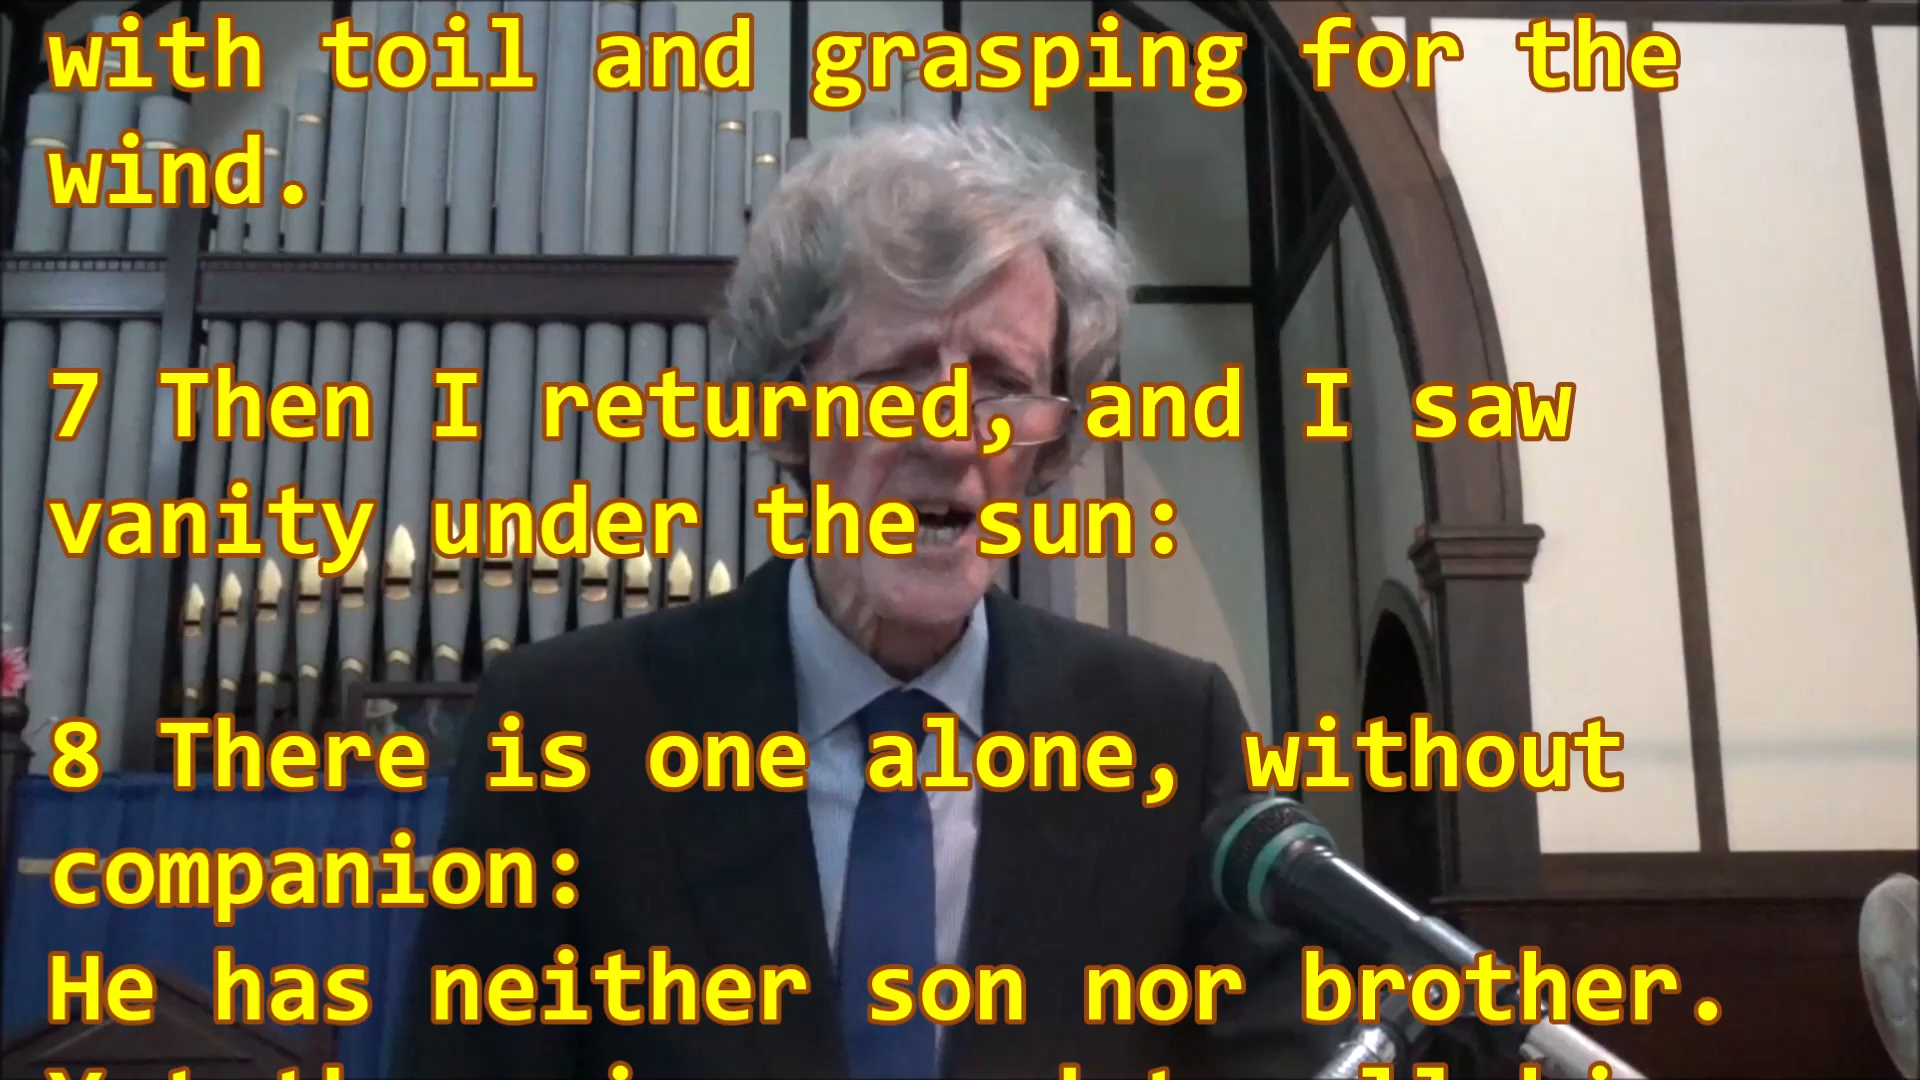 with toil and grasping for the
wind.
7 Then I returned, and I saw
vanity under the sun:
8 There is one alone, without
companion:
He has neither son nor brother.